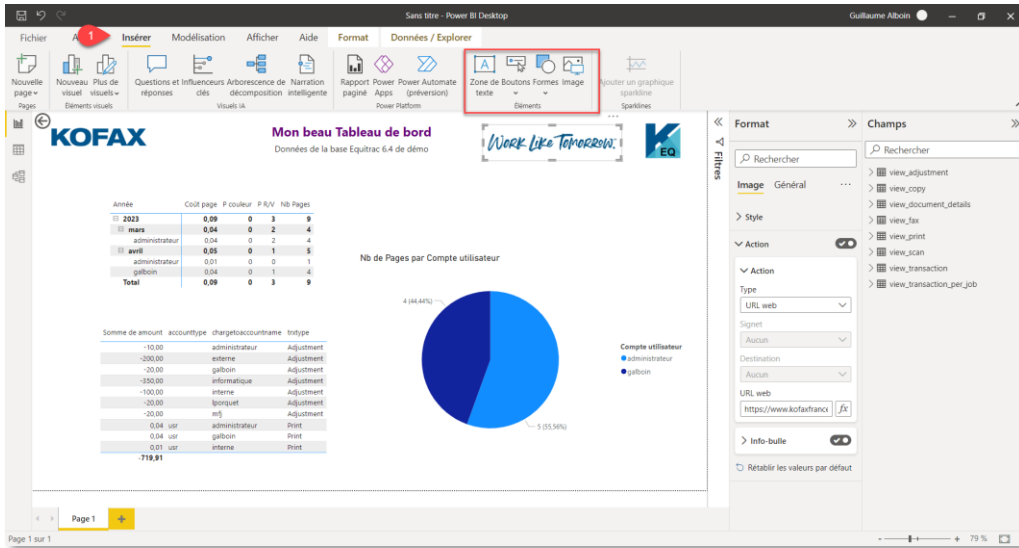 Sans titre - Power BI Desktop
Guillaume Alboin
Fichier A 1 Insérer Modélisation Afficher Aide Format Données / Explorer
Nouvelle page
Nouveau visuel
Plus de visuels
Questions et réponses
Influenceurs clés
Arborescence de décomposition
Narration intelligente
Rapport paginé
Power Apps
Power Automate (préversion)
Zone de texte
Boutons
Formes
Image
Ajouter un graphique sparkline
Pages
Éléments visuels
Visuels IA
Power Platform
Éléments
Sparklines
KOFAX
Mon beau Tableau de bord
Données de la base Equitrac 6.4 de démo
Work Like Tomorrow.
EQ
Année Coût page P couleur P R/V Nb Pages
2023 0,09 0 3 9
mars 0,04 0 2 4
administrateur 0,04 0 2 4
avril 0,05 0 1 5
administrateur 0,01 0 0 1
galboin 0,04 0 1 4
Total 0,09 0 3 9
Nb de Pages par Compte utilisateur
4 (44,44%)
5 (55,56%)
Compte utilisateur
administrateur
galboin
Somme de amount accounttype chargetoaccountname trxtype
-10,00 administrateur Adjustment
-200,00 externe Adjustment
-20,00 galboin Adjustment
-350,00 informatique Adjustment
-100,00 interne Adjustment
-20,00 lporquet Adjustment
-20,00 mfj Adjustment
0,04 usr administrateur Print
0,04 usr galboin Print
0,01 usr interne Print
-719,91
Filtres
Format
Rechercher
Image Général
Style
Action
Action
Type
URL web
Signet
Aucun
Destination
Aucun
URL web
https://www.kofaxfrance
fx
Info-bulle
Rétablir les valeurs par défaut
Champs
Rechercher
view_adjustment
view_copy
view_document_details
view_fax
view_print
view_scan
view_transaction
view_transaction_per_job
Page 1
Page 1 sur 1
79 %